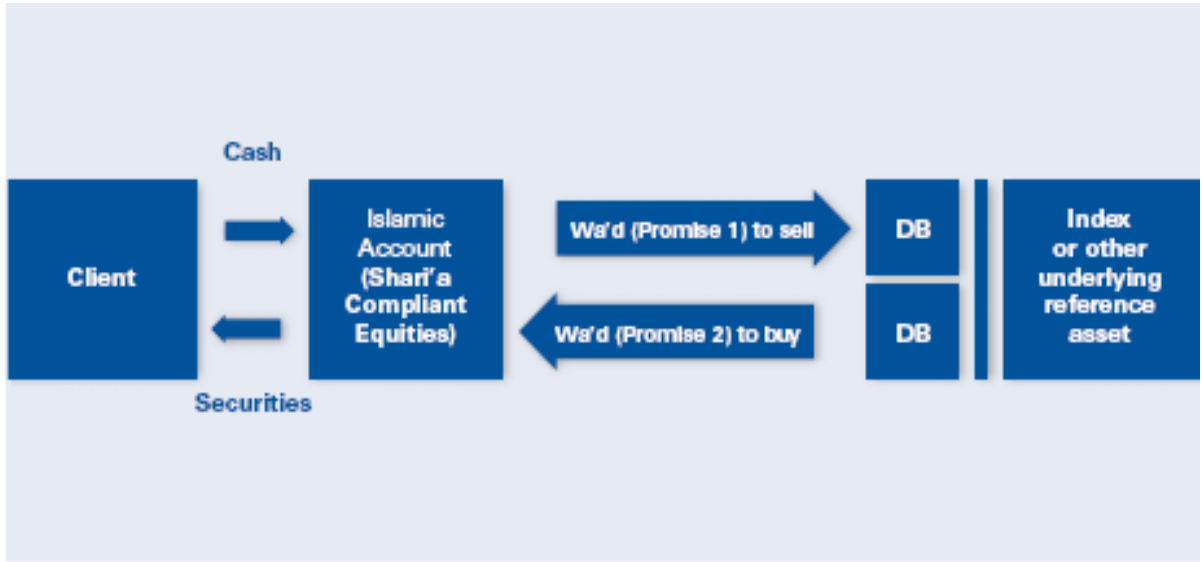 Cash
Client
Islamic
Account
(Shari'a
Compliant
Equities)
Securities
Wa'd (Promise 1) to sell
Wa'd (Promise 2) to buy
DB
DB
Index
or other
underlying
reference
asset